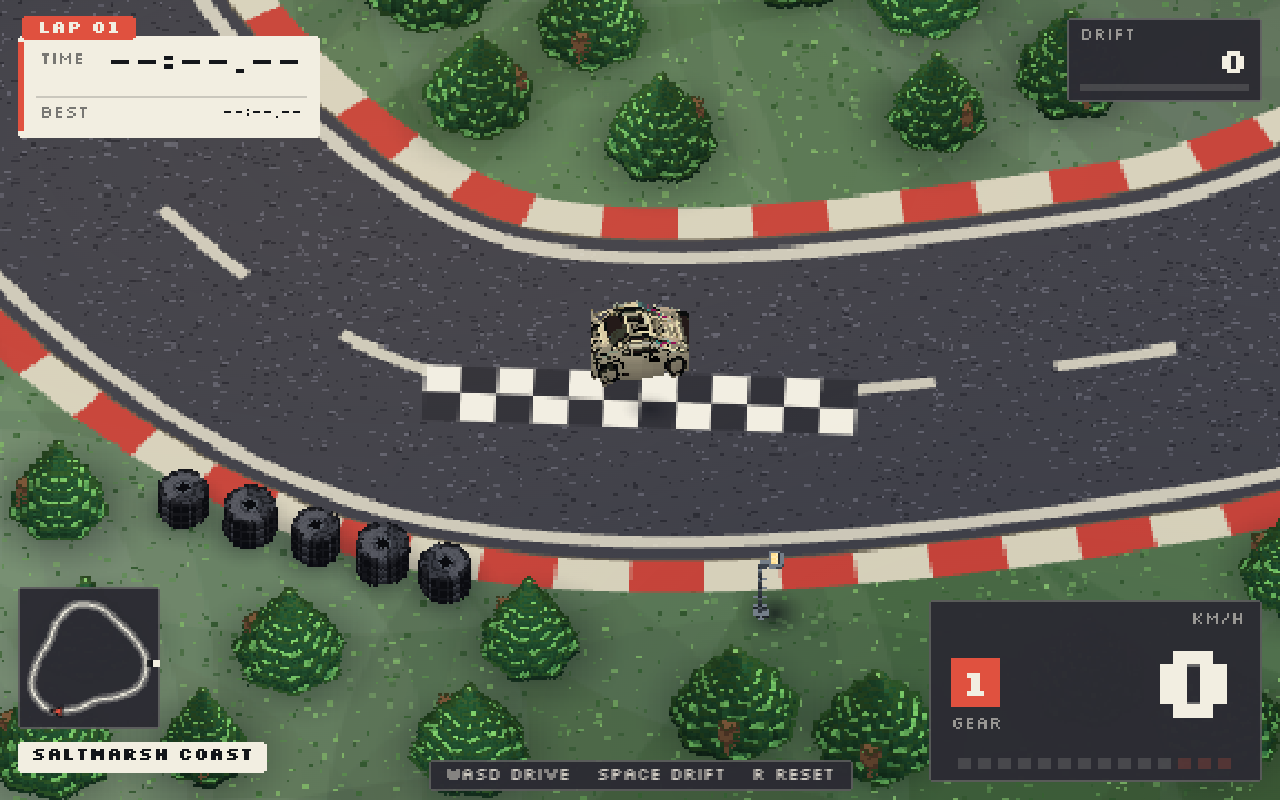 LAP 01
TIME --:--.--
BEST --:--.--
DRIFT
0
KM/H
1
0
GEAR
SALTMARSH COAST
WASD DRIVE SPACE DRIFT R RESET